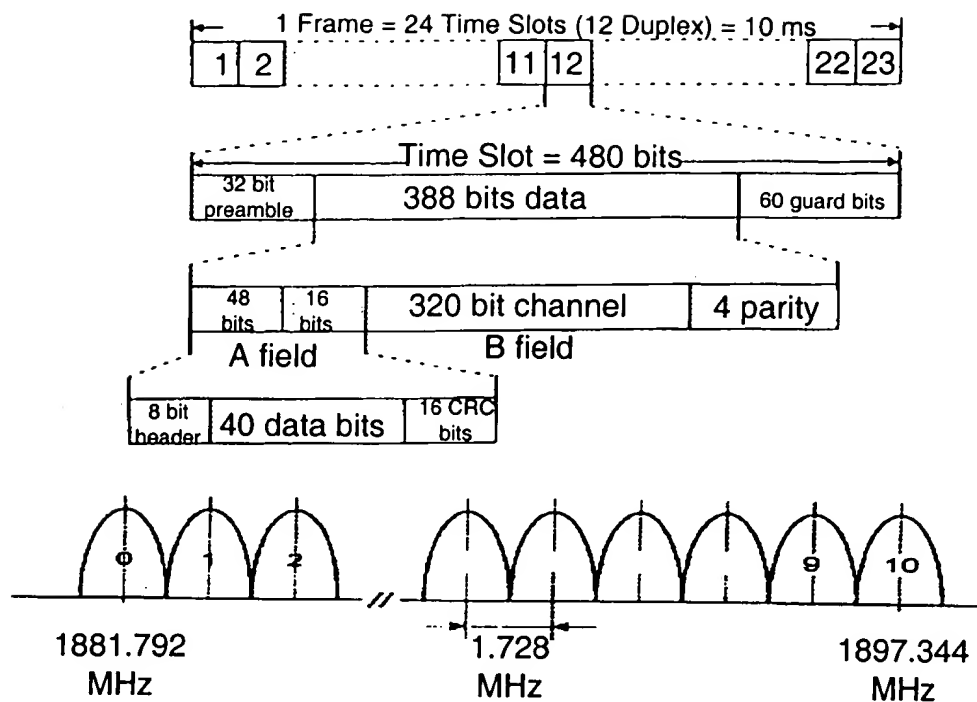 1 Frame = 24 Time Slots (12 Duplex) = 10 ms
1 2 11 12 22 23
Time Slot = 480 bits
32 bit
preamble
388 bits data
60 guard bits
48
bits
16
bits
320 bit channel
4 parity
A field
B field
8 bit
header
40 data bits
16 CRC
bits
0 1 2 9 10
1881.792
MHz
1.728
MHz
1897.344
MHz